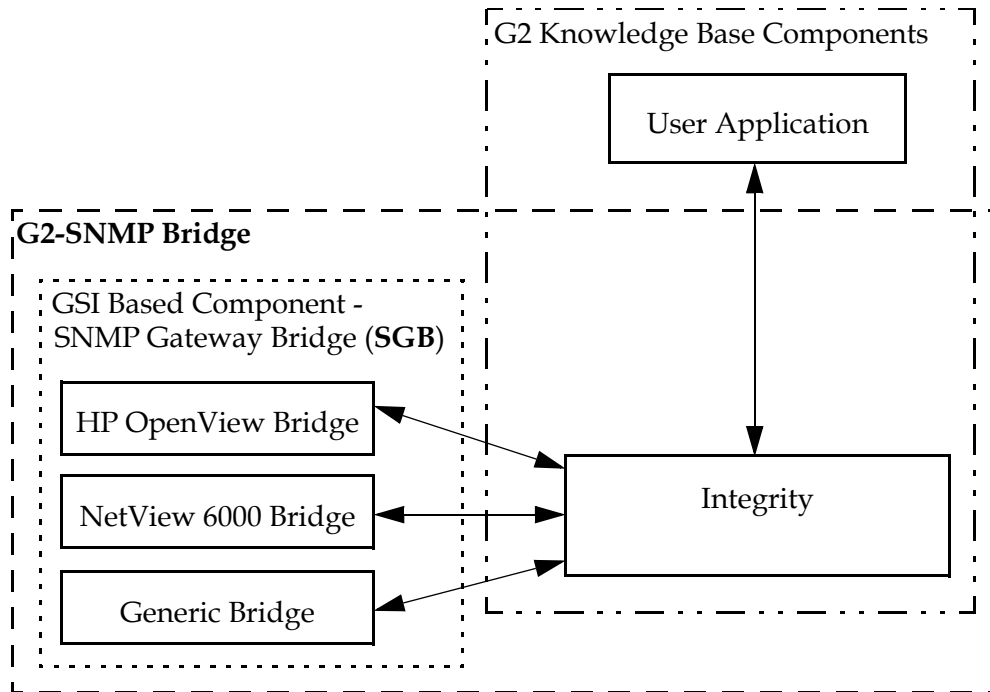 G2 Knowledge Base Components
User Application
G2-SNMP Bridge
GSI Based Component -
SNMP Gateway Bridge (SGB)
HP OpenView Bridge
NetView 6000 Bridge
Generic Bridge
Integrity